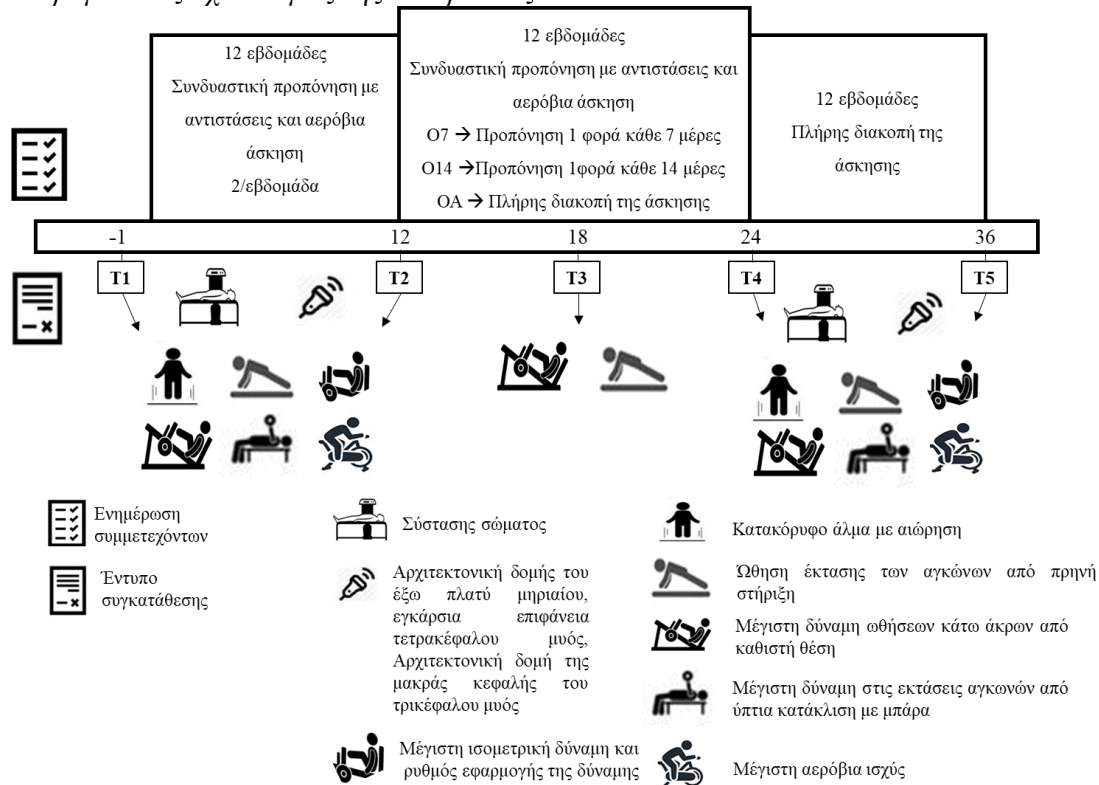 12 εβδομάδες
Συνδυαστική προπόνηση με
αντιστάσεις και αερόβια
άσκηση
2/εβδομάδα
12 εβδομάδες
Συνδυαστική προπόνηση με αντιστάσεις και
αερόβια άσκηση
Ο7 → Προπόνηση 1 φορά κάθε 7 μέρες
Ο14 →Προπόνηση 1φορά κάθε 14 μέρες
ΟΑ → Πλήρης διακοπή της άσκησης
12 εβδομάδες
Πλήρης διακοπή της
άσκησης
-1 12 18 24 36
Τ1 Τ2 Τ3 Τ4 Τ5
Ενημέρωση
συμμετεχόντων
Έντυπο
συγκατάθεσης
Σύστασης σώματος
Αρχιτεκτονική δομής του
έξω πλατύ μηριαίου,
εγκάρσια επιφάνεια
τετρακέφαλου μυός,
Αρχιτεκτονική δομή της
μακράς κεφαλής του
τρικέφαλου μυός
Μέγιστη ισομετρική δύναμη και
ρυθμός εφαρμογής της δύναμης
Κατακόρυφο άλμα με αιώρηση
Ώθηση έκτασης των αγκώνων από πρηνή
στήριξη
Μέγιστη δύναμη ωθήσεων κάτω άκρων από
καθιστή θέση
Μέγιστη δύναμη στις εκτάσεις αγκωνών από
ύπτια κατάκλιση με μπάρα
Μέγιστη αερόβια ισχύς